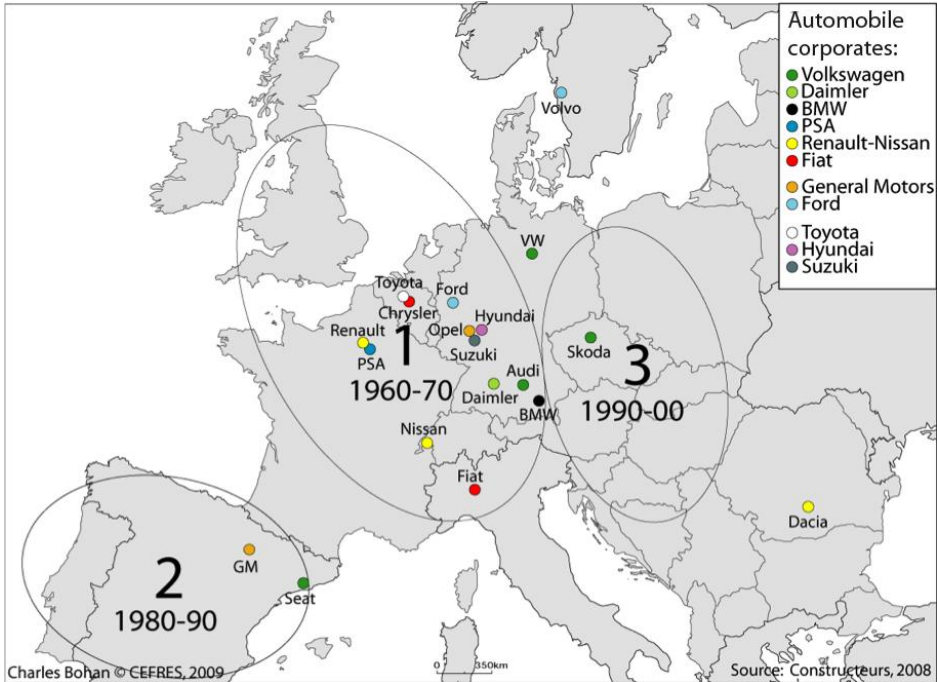 Automobile
corporates:
Volkswagen
Daimler
BMW
PSA
Renault-Nissan
Fiat
General Motors
Ford
Toyota
Hyundai
Suzuki
Volvo
VW
Toyota
Ford
Chrysler
Renault
Opel
Hyundai
PSA
Suzuki
1
1960-70
Audi
Daimler
BMW
Skoda
3
1990-00
Nissan
Fiat
Dacia
GM
Seat
2
1980-90
0
350km
Charles Bohan © CEFRES, 2009
Source: Constructeurs, 2008